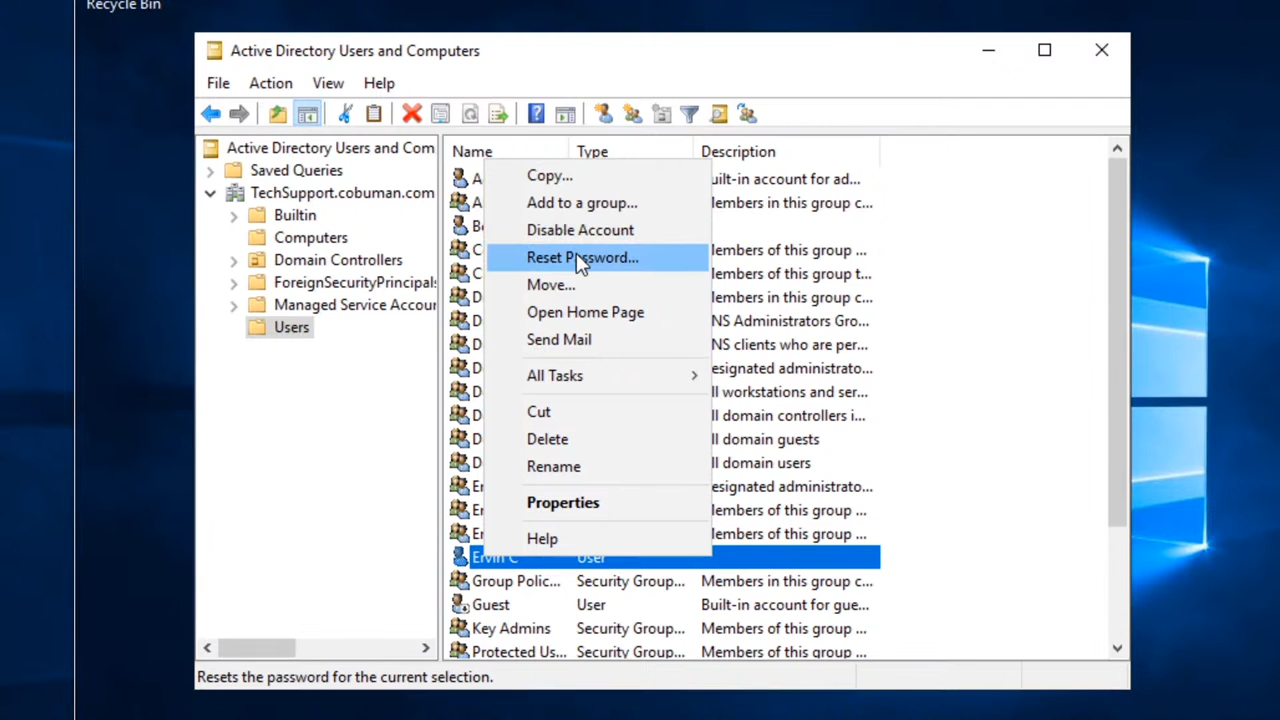 Recycle Bin
Active Directory Users and Computers
File Action View Help
Active Directory Users and Com
Saved Queries
TechSupport.cobuman.com
Builtin
Computers
Domain Controllers
ForeignSecurityPrincipals
Managed Service Accour
Users
Name Type Description
A uilt-in account for ad...
A embers in this group c...
Be
C embers of this group ...
C embers of this group t...
D embers in this group c...
D NS Administrators Gro...
D NS clients who are per...
D esignated administrato...
D ll workstations and ser...
D ll domain controllers i...
D ll domain guests
D ll domain users
En esignated administrato...
En embers of this group ...
En embers of this group ...
Ervin C User
Group Polic... Security Group... Members in this group c...
Guest User Built-in account for gue...
Key Admins Security Group... Members of this group ...
Protected Us... Security Group... Members of this group ...
Copy...
Add to a group...
Disable Account
Reset Password...
Move...
Open Home Page
Send Mail
All Tasks
Cut
Delete
Rename
Properties
Help
Resets the password for the current selection.